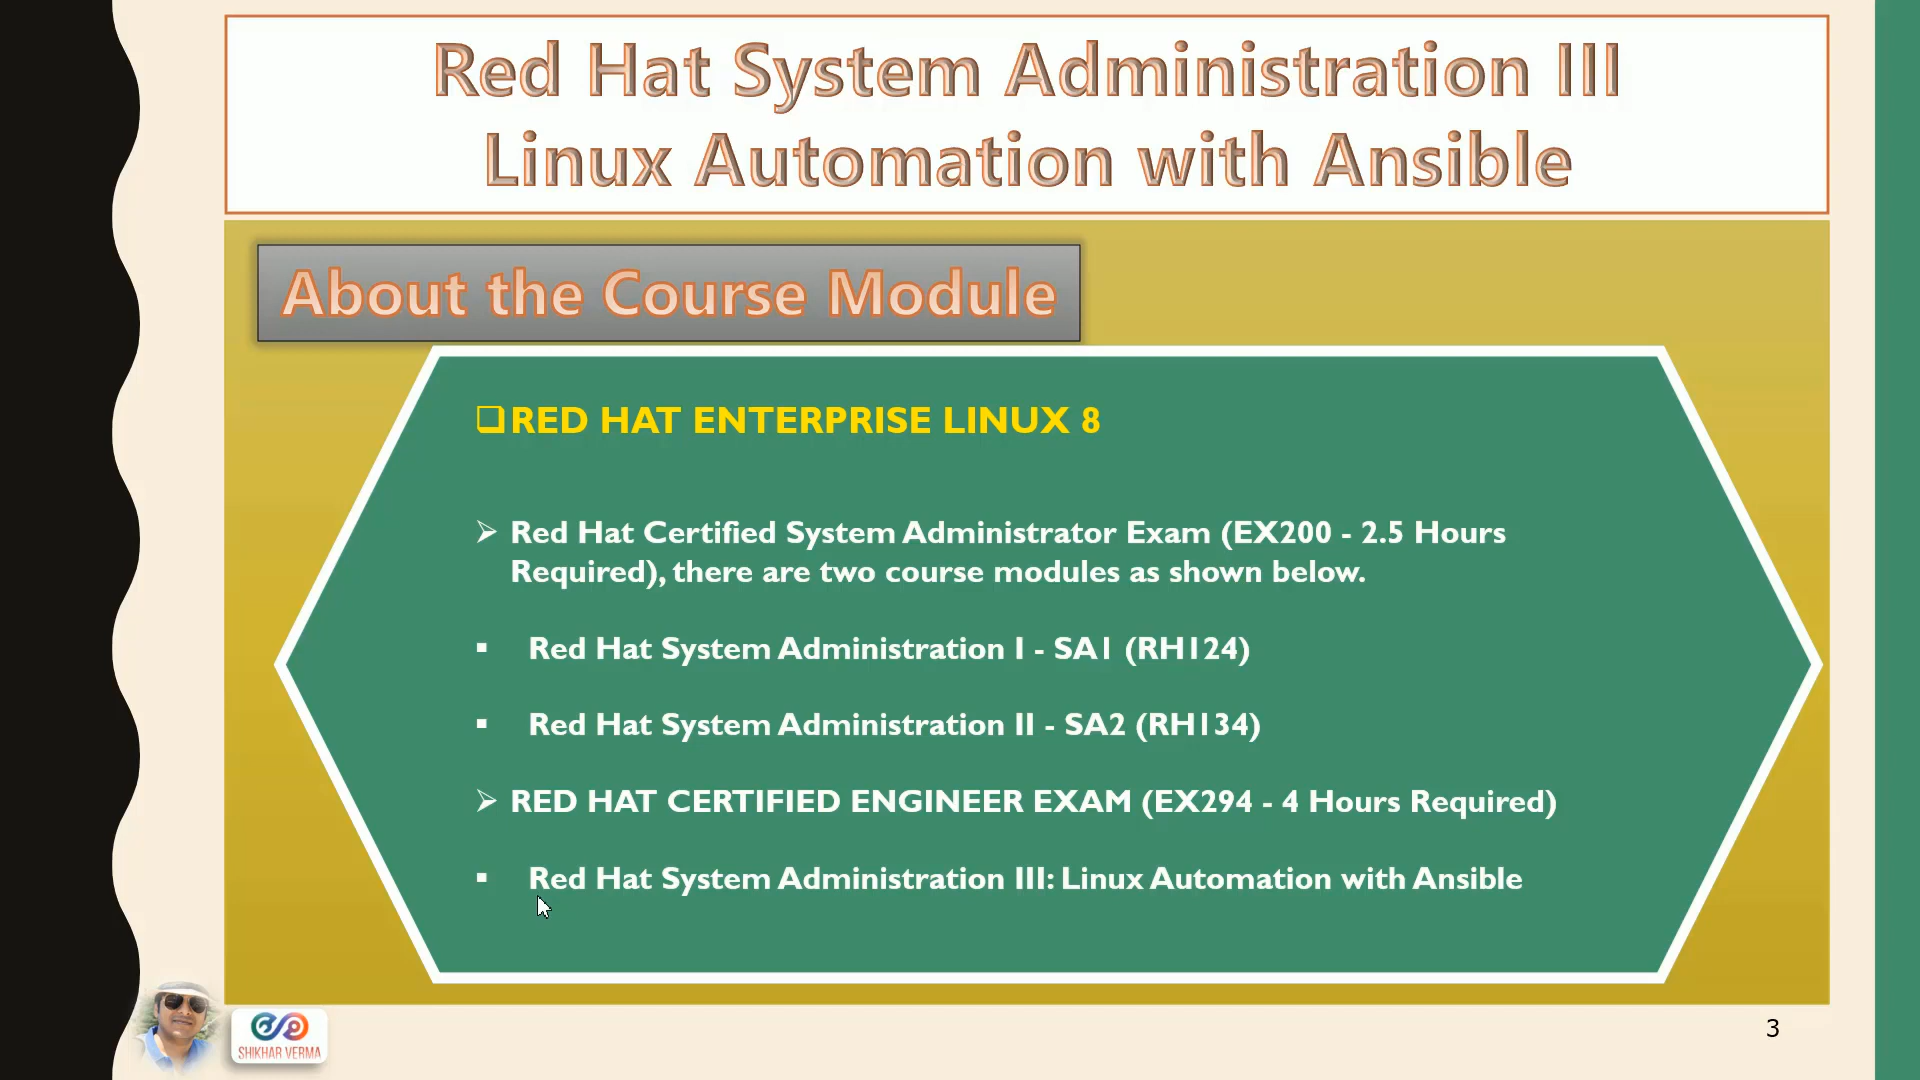 Red Hat System Administration III
Linux Automation with Ansible
About the Course Module
RED HAT ENTERPRISE LINUX 8
Red Hat Certified System Administrator Exam (EX200 - 2.5 Hours
Required), there are two course modules as shown below.
Red Hat System Administration I - SA1 (RH124)
Red Hat System Administration II - SA2 (RH134)
RED HAT CERTIFIED ENGINEER EXAM (EX294 - 4 Hours Required)
Red Hat System Administration III: Linux Automation with Ansible
SHIKHAR VERMA
3